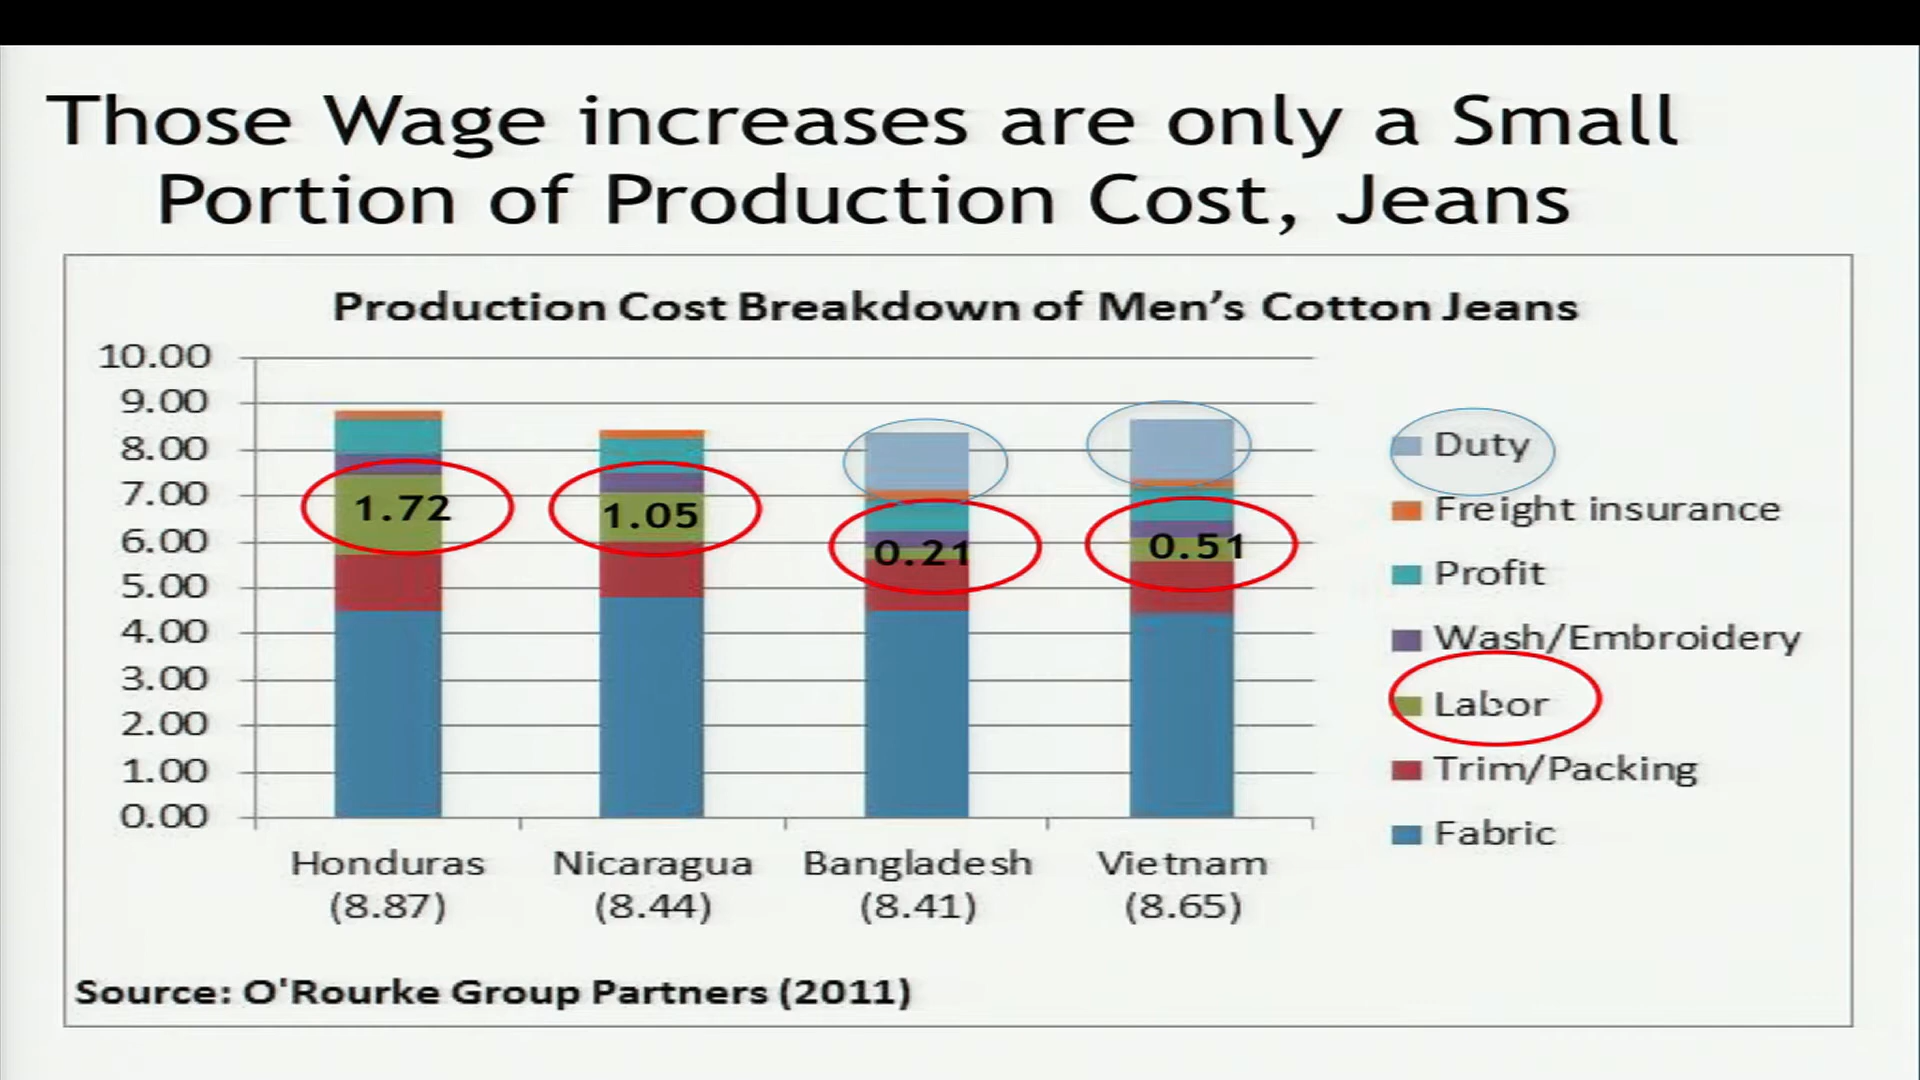 Those Wage increases are only a Small
Portion of Production Cost, Jeans
Production Cost Breakdown of Men's Cotton Jeans
10.00
9.00
8.00
7.00
6.00
5.00
4.00
3.00
2.00
1.00
0.00
1.72
1.05
0.21
0.51
Honduras
(8.87)
Nicaragua
(8.44)
Bangladesh
(8.41)
Vietnam
(8.65)
Duty
Freight insurance
Profit
Wash/Embroidery
Labor
Trim/Packing
Fabric
Source: O'Rourke Group Partners (2011)